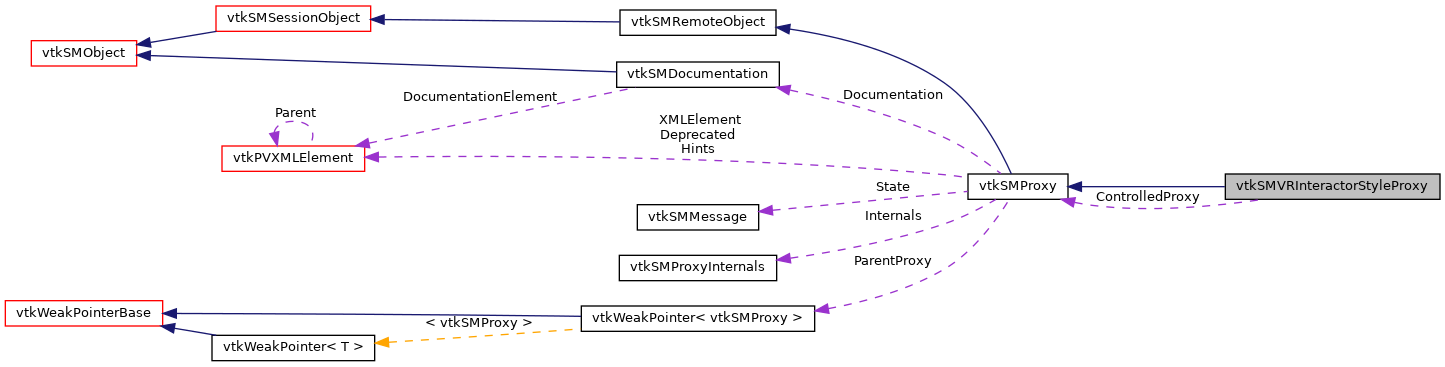 vtkSMSessionObject
vtkSMRemoteObject
vtkSMObject
vtkSMDocumentation
DocumentationElement
Documentation
Parent
XMLElement
Deprecated
Hints
vtkPVXMLElement
vtkSMProxy
vtkSMVRInteractorStyleProxy
State
ControlledProxy
vtkSMMessage
Internals
vtkSMProxyInternals
ParentProxy
vtkWeakPointerBase
vtkWeakPointer< vtkSMProxy >
< vtkSMProxy >
vtkWeakPointer< T >